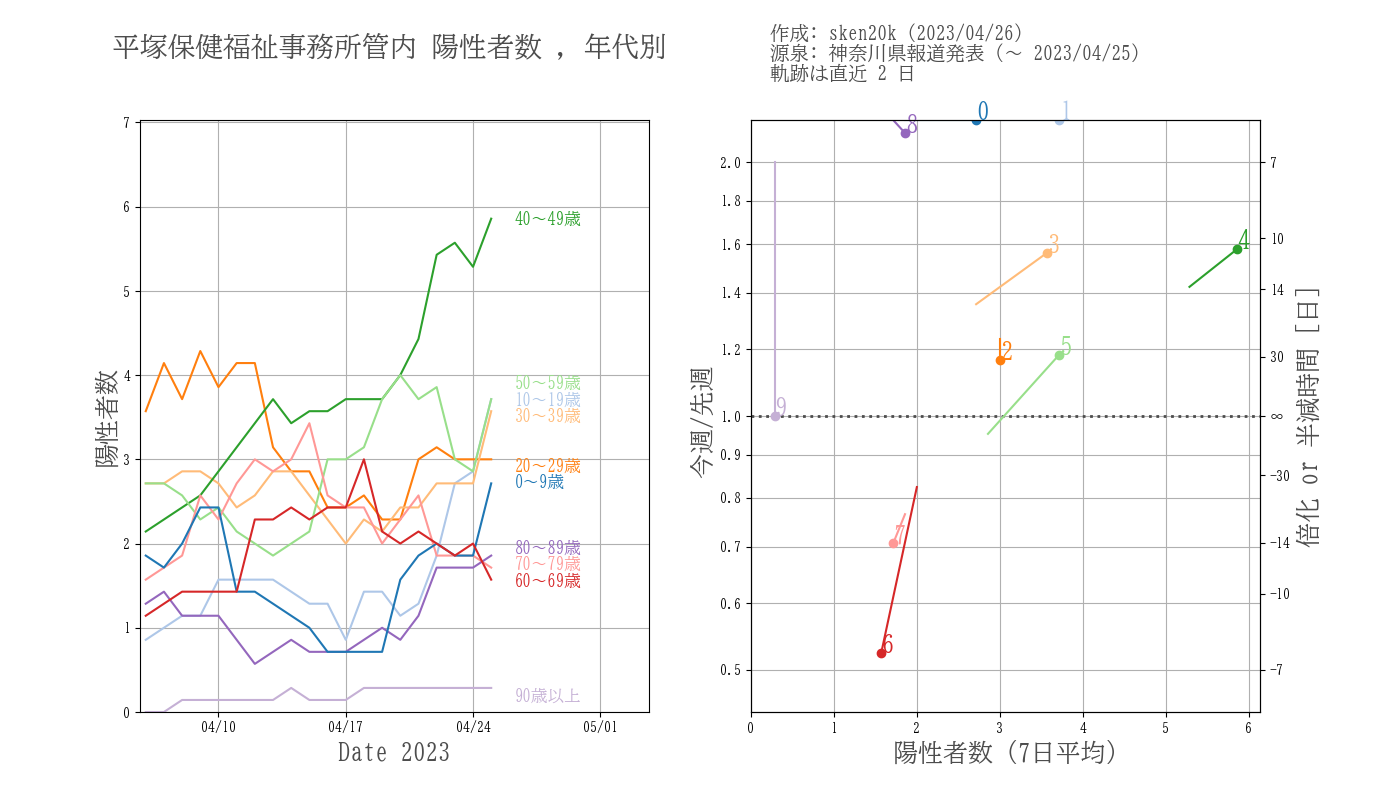 平塚保健福祉事務所管内 陽性者数 , 年代別
作成: sken20k (2023/04/26)
源泉: 神奈川県報道発表 (〜 2023/04/25)
軌跡は直近 2 日
陽性者数
7
6
5
4
3
2
1
0
40〜49歳
50〜59歳
10〜19歳
30〜39歳
20〜29歳
0〜9歳
80〜89歳
70〜79歳
60〜69歳
90歳以上
04/10
04/17
04/24
05/01
Date 2023
今週/先週
2.0
1.8
1.6
1.4
1.2
1.0
0.9
0.8
0.7
0.6
0.5
8
0
1
3
4
2
5
9
7
6
7
10
14
30
∞
−30
−14
−10
−7
倍化 or 半減時間 [日]
0
1
2
3
4
5
6
陽性者数 (7日平均)